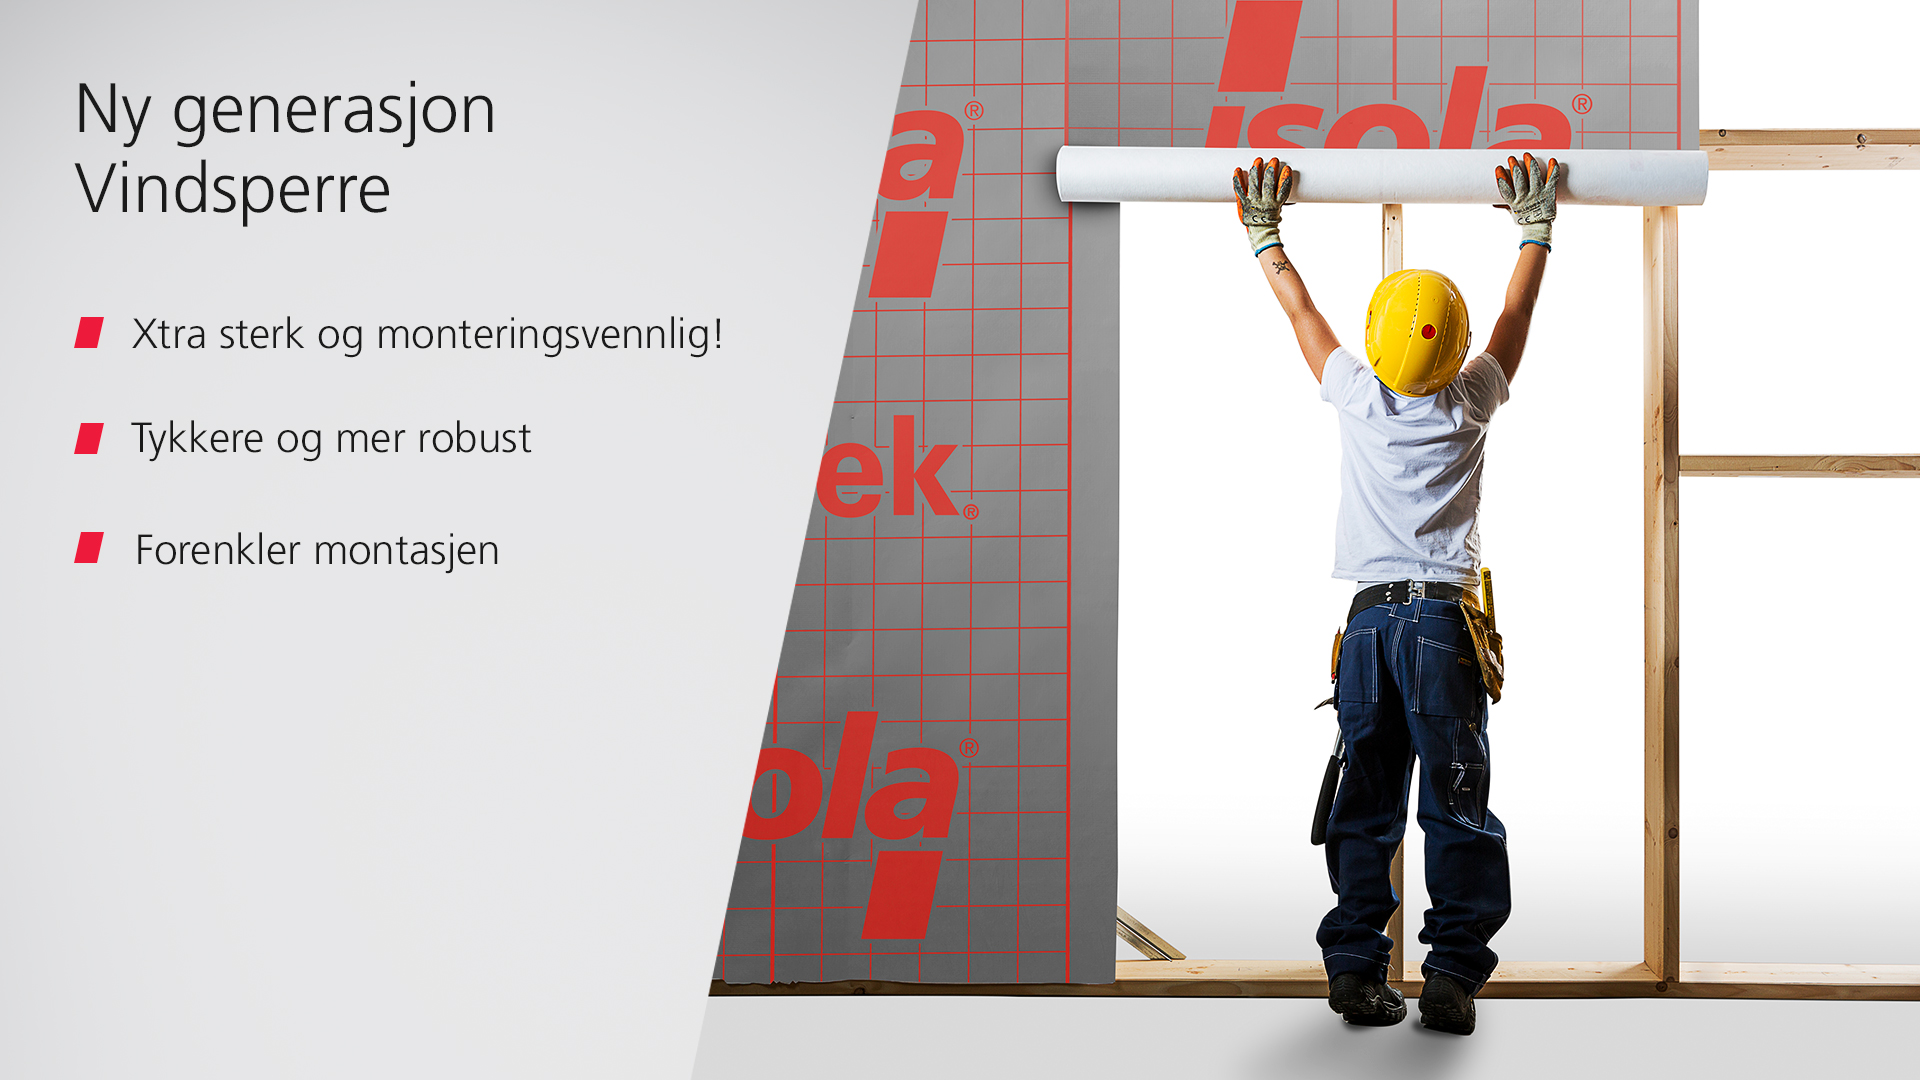 Ny generasjon
Vindsperre
Xtra sterk og monteringsvennlig!
Tykkere og mer robust
Forenkler montasjen
a®
isola®
ek®
ola®